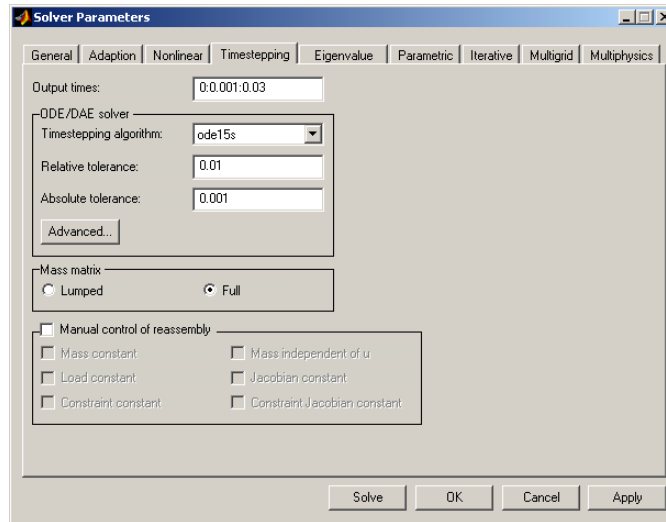 Solver Parameters
General Adaption Nonlinear Timestepping Eigenvalue Parametric Iterative Multigrid Multiphysics
Output times: 0:0.001:0.03
ODE/DAE solver
Timestepping algorithm: ode15s
Relative tolerance: 0.01
Absolute tolerance: 0.001
Advanced...
Mass matrix
Lumped Full
Manual control of reassembly
Mass constant Mass independent of u
Load constant Jacobian constant
Constraint constant Constraint Jacobian constant
Solve OK Cancel Apply